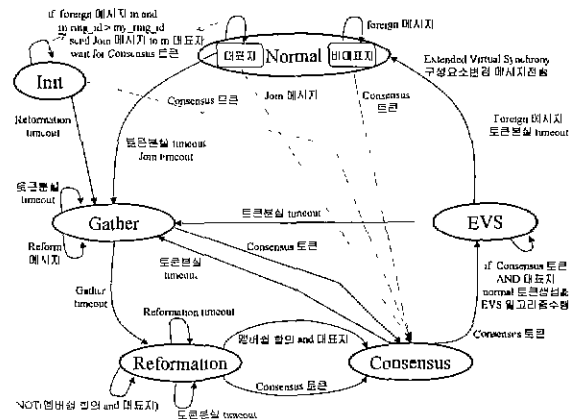 if foreign 메시지 m and
m.ring_id > my_ring_id
send Join 메시지 to m 대표자
wait for Consensus 토큰
foreign 메시지
대표자
Normal
비대표자
Init
Extended Virtual Synchrony
구성요소변경 메시지전송
Consensus 토큰
Join 메시지
Consensus
토큰
Reformation
timeout
토큰분실 timeout
Join timeout
Foreign 메시지
토큰분실 timeout
토큰분실
timeout
Gather
토큰분실 timeout
EVS
Reform
메시지
Consensus 토큰
토큰분실
timeout
if Consensus 토큰
AND 대표자
normal 토큰생성&
EVS 알고리즘수행
Gather
timeout
Reformation timeout
Consensus 토큰
멤버쉽 합의 and 대표자
Reformation
Consensus
Consensus 토큰
NOT(멤버쉽 합의 and 대표자)
토큰분실 timeout